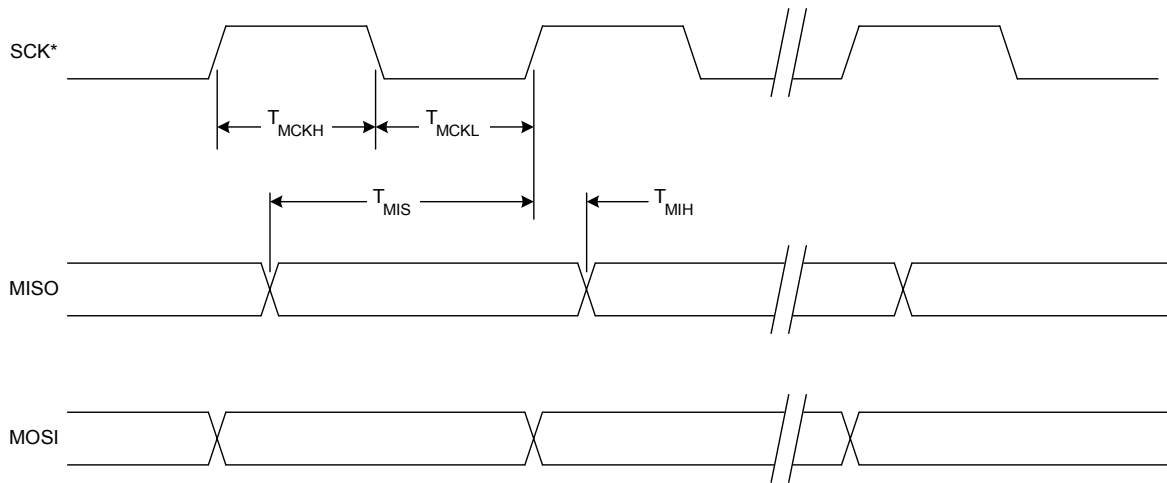 SCK*
T_MCKH
T_MCKL
T_MIS
T_MIH
MISO
MOSI